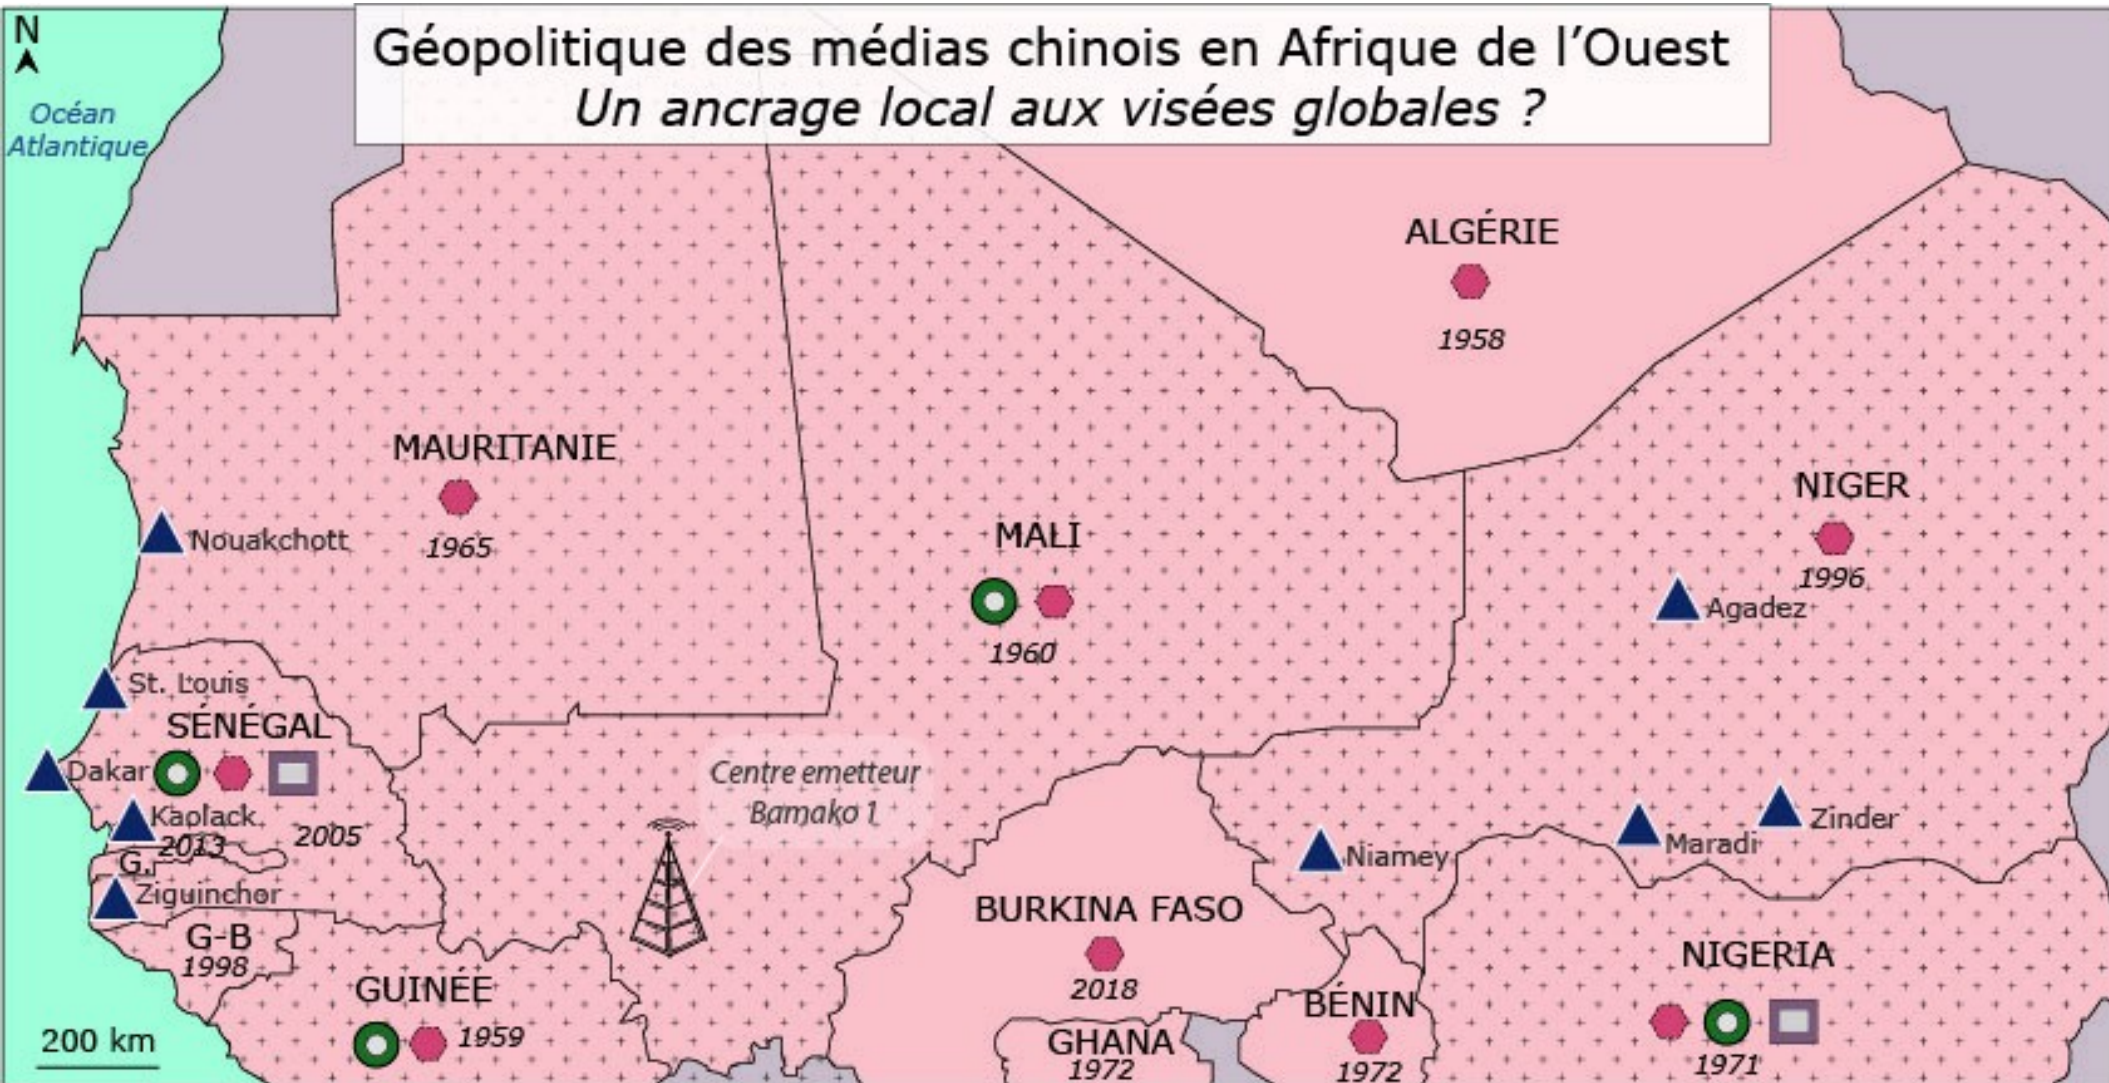 N
Océan
Atlantique
Géopolitique des médias chinois en Afrique de l’Ouest
Un ancrage local aux visées globales ?
ALGÉRIE
1958
MAURITANIE
1965
Nouakchott
MALI
1960
NIGER
1996
Agadez
St. Louis
SÉNÉGAL
Dakar
Kaolack
2013
2005
G.
Ziguinchor
G-B
1998
GUINÉE
1959
Centre emetteur
Bamako 1
Niamey
Maradi
Zinder
BURKINA FASO
2018
GHANA
1972
BÉNIN
1972
NIGERIA
1971
200 km